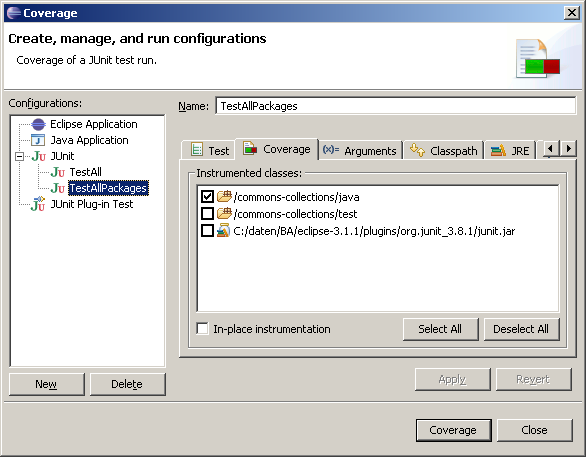 Coverage
Create, manage, and run configurations
Coverage of a JUnit test run.
Configurations:
Eclipse Application
Java Application
JUnit
TestAll
TestAllPackages
JUnit Plug-in Test
New
Delete
Name:
TestAllPackages
Test
Coverage
Arguments
Classpath
JRE
Instrumented classes:
/commons-collections/java
/commons-collections/test
C:/daten/BA/eclipse-3.1.1/plugins/org.junit_3.8.1/junit.jar
In-place instrumentation
Select All
Deselect All
Apply
Revert
Coverage
Close